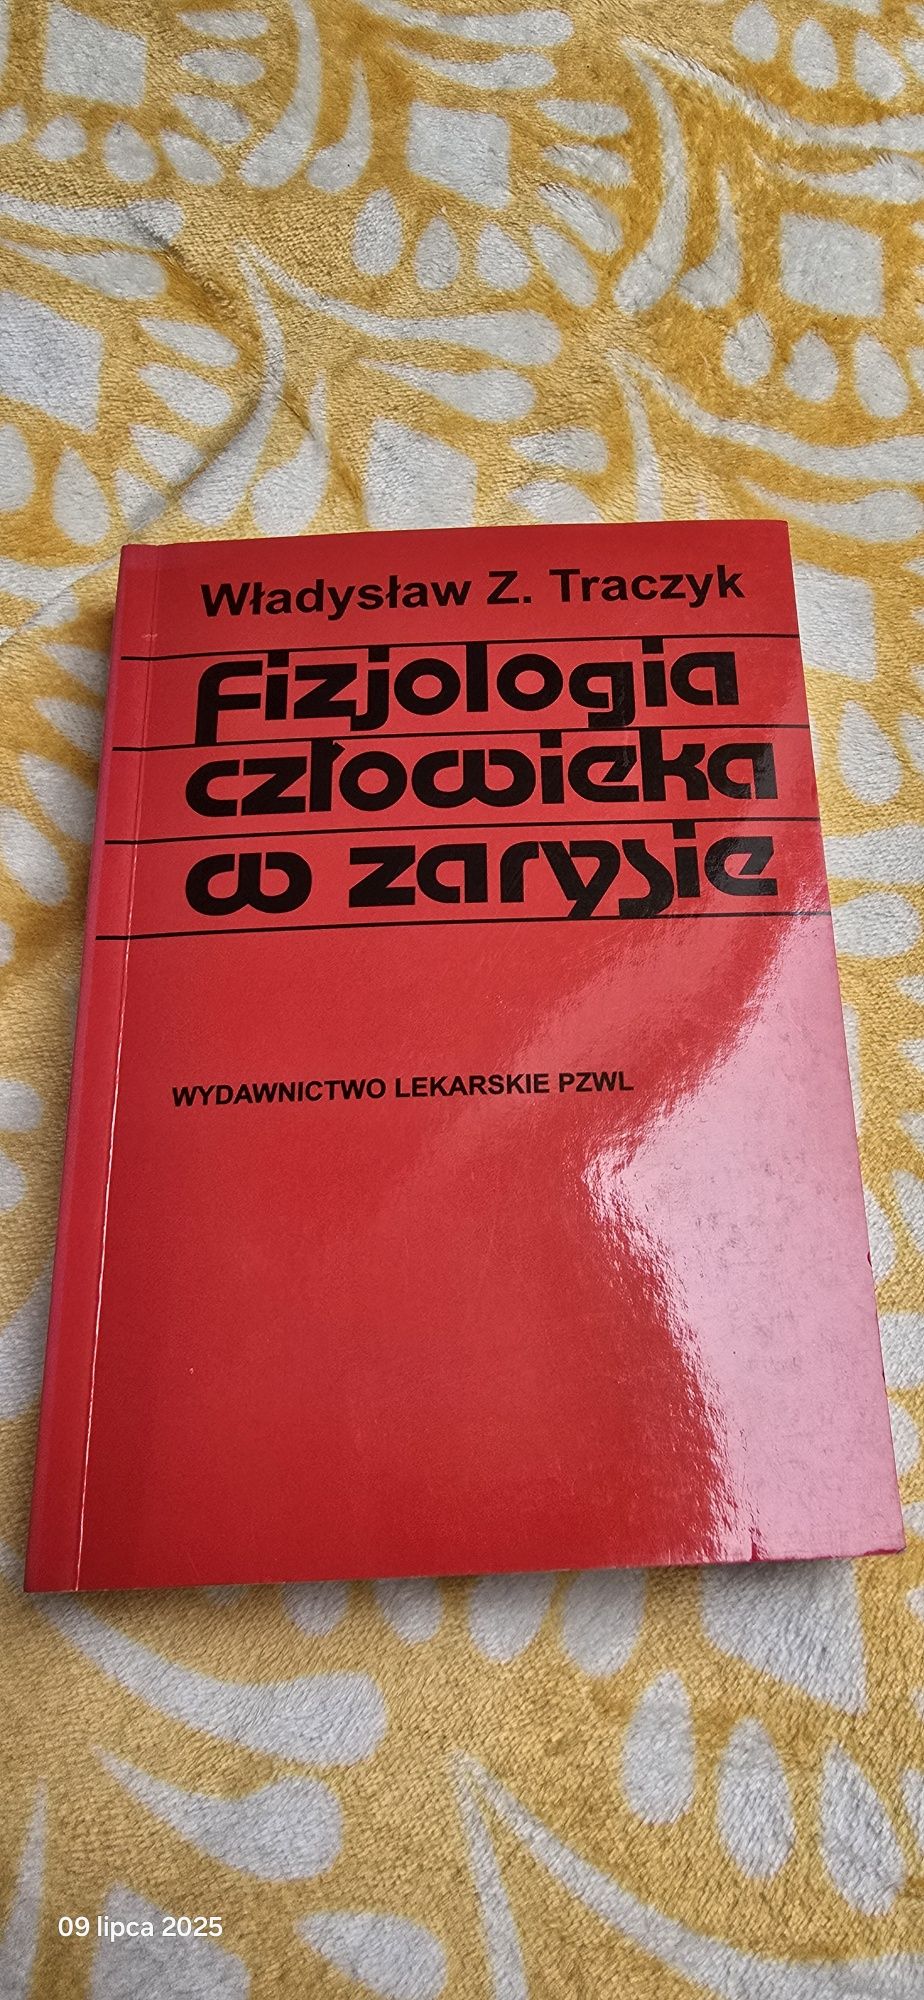 Władysław Z. Traczyk
Fizjologia
człowieka
w zarysie
WYDAWNICTWO LEKARSKIE PZWL
09 lipca 2025